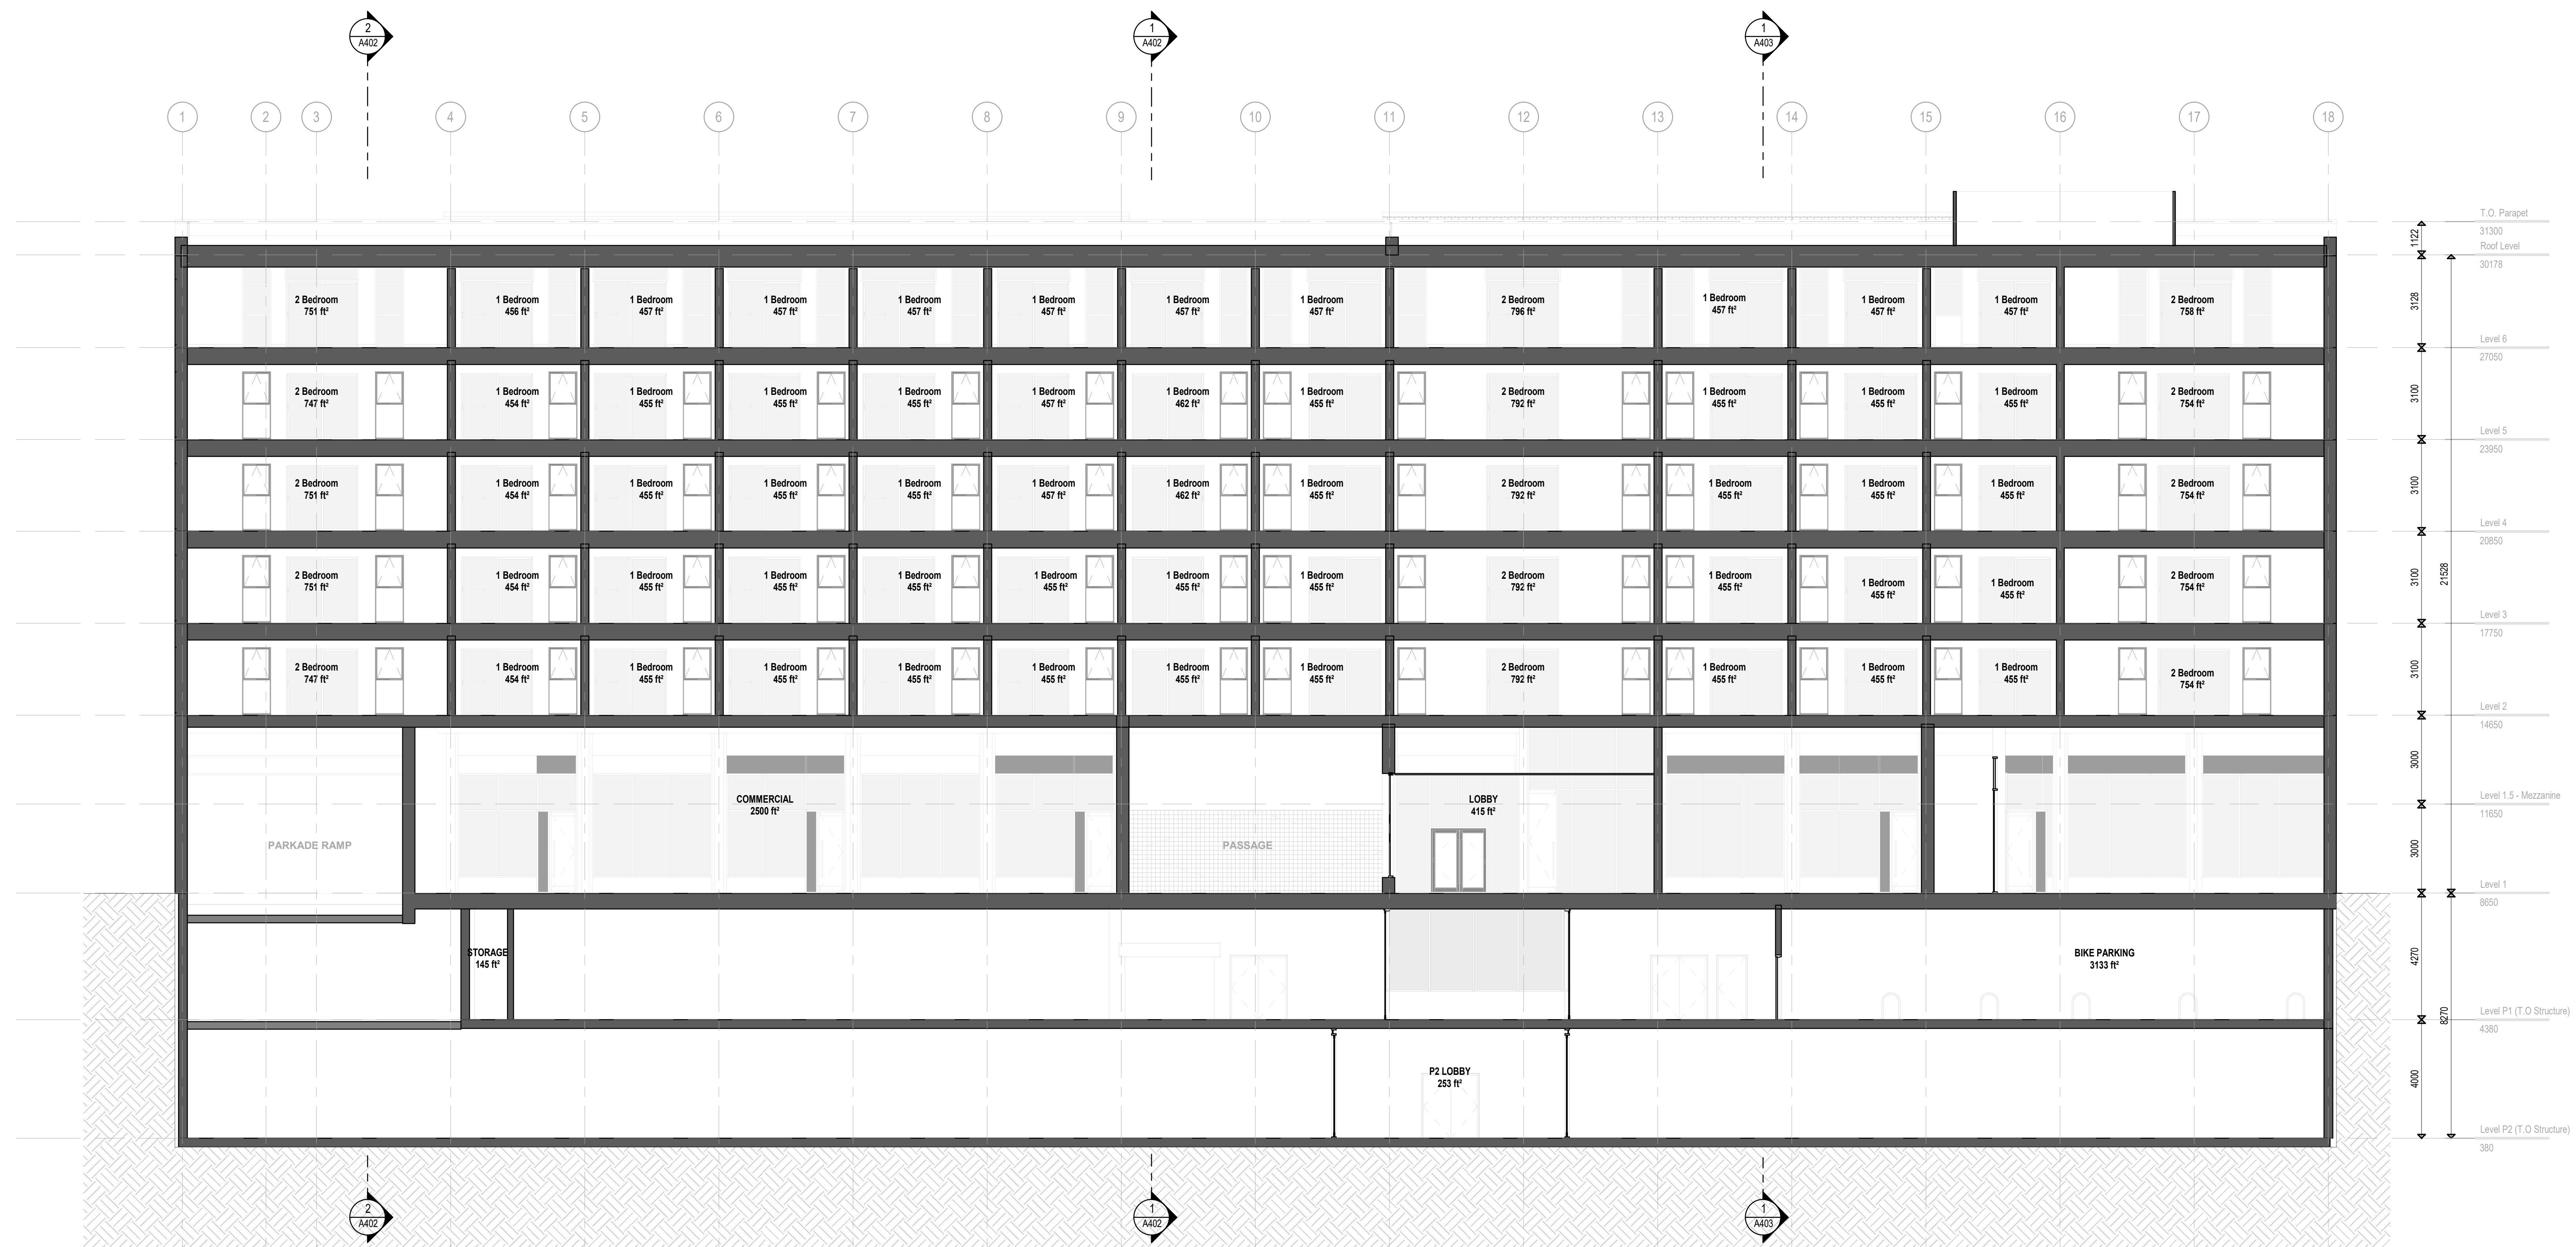 2
A402
1
A402
1
A403
1 2 3 4 5 6 7 8 9 10 11 12 13 14 15 16 17 18
T.O. Parapet
31300
1122
Roof Level
30178
2 Bedroom 1 Bedroom 1 Bedroom 1 Bedroom 1 Bedroom 1 Bedroom 1 Bedroom 1 Bedroom 2 Bedroom 1 Bedroom 1 Bedroom 1 Bedroom 2 Bedroom
751 ft² 456 ft² 457 ft² 457 ft² 457 ft² 457 ft² 457 ft² 457 ft² 796 ft² 457 ft² 457 ft² 457 ft² 758 ft²
3128
Level 6
27050
2 Bedroom 1 Bedroom 1 Bedroom 1 Bedroom 1 Bedroom 1 Bedroom 1 Bedroom 1 Bedroom 2 Bedroom 1 Bedroom 1 Bedroom 1 Bedroom 2 Bedroom
747 ft² 454 ft² 455 ft² 455 ft² 455 ft² 457 ft² 462 ft² 455 ft² 792 ft² 455 ft² 455 ft² 455 ft² 754 ft²
3100
Level 5
23950
2 Bedroom 1 Bedroom 1 Bedroom 1 Bedroom 1 Bedroom 1 Bedroom 1 Bedroom 1 Bedroom 2 Bedroom 1 Bedroom 1 Bedroom 1 Bedroom 2 Bedroom
751 ft² 454 ft² 455 ft² 455 ft² 455 ft² 457 ft² 462 ft² 455 ft² 792 ft² 455 ft² 455 ft² 455 ft² 754 ft²
3100
Level 4
20850
2 Bedroom 1 Bedroom 1 Bedroom 1 Bedroom 1 Bedroom 1 Bedroom 1 Bedroom 1 Bedroom 2 Bedroom 1 Bedroom 1 Bedroom 1 Bedroom 2 Bedroom
751 ft² 454 ft² 455 ft² 455 ft² 455 ft² 455 ft² 455 ft² 455 ft² 792 ft² 455 ft² 455 ft² 455 ft² 754 ft²
3100
21528
Level 3
17750
2 Bedroom 1 Bedroom 1 Bedroom 1 Bedroom 1 Bedroom 1 Bedroom 1 Bedroom 1 Bedroom 2 Bedroom 1 Bedroom 1 Bedroom 1 Bedroom 2 Bedroom
747 ft² 454 ft² 455 ft² 455 ft² 455 ft² 455 ft² 455 ft² 455 ft² 792 ft² 455 ft² 455 ft² 455 ft² 754 ft²
3100
Level 2
14650
3000
COMMERCIAL
2500 ft²
LOBBY
415 ft²
Level 1.5 - Mezzanine
11650
PARKADE RAMP
PASSAGE
3000
Level 1
8650
STORAGE
145 ft²
BIKE PARKING
3133 ft²
4270
Level P1 (T.O Structure)
4380
8270
P2 LOBBY
253 ft²
4000
Level P2 (T.O Structure)
380
2
A402
1
A402
1
A403